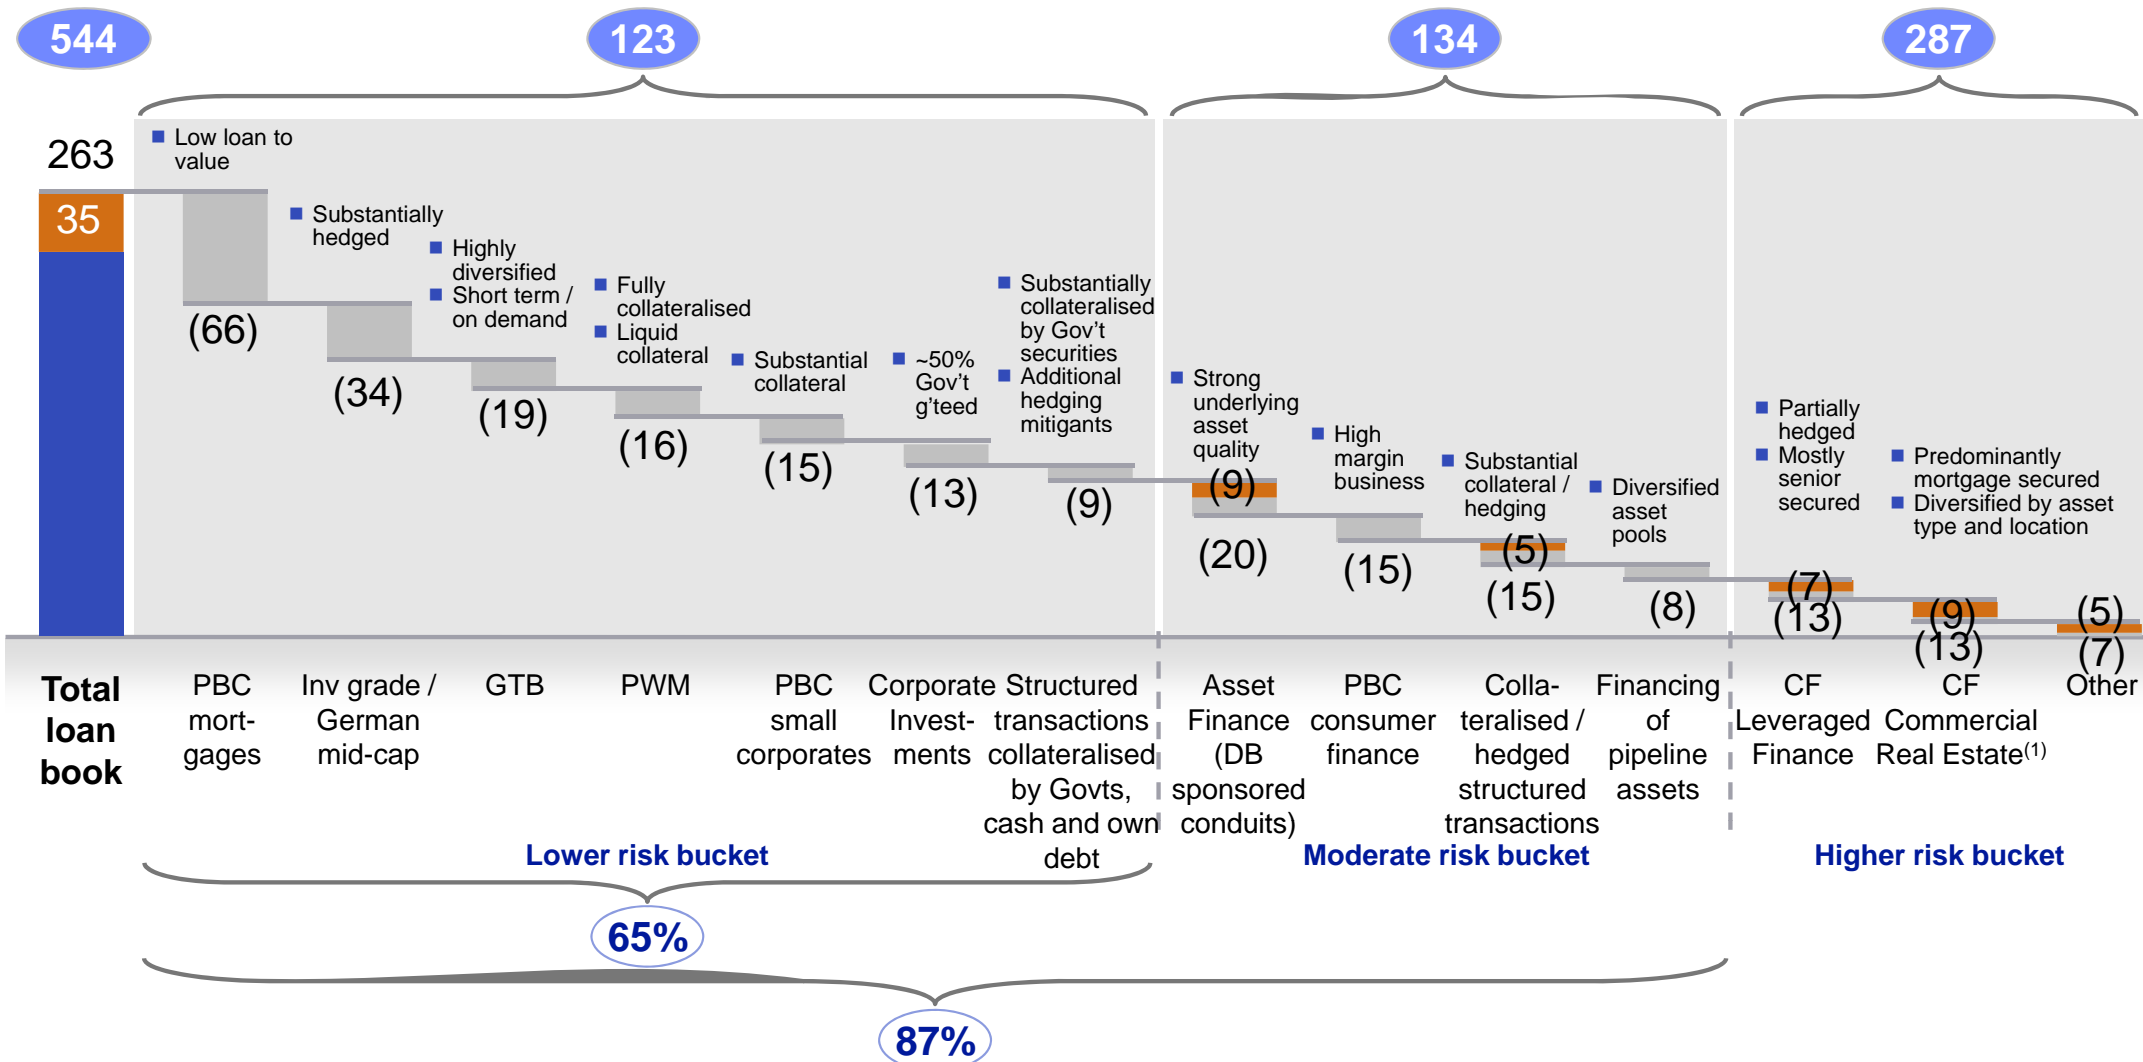 544
123
134
287
263
35
Low loan to
value
(66)
Substantially
hedged
(34)
Highly
diversified
Short term /
on demand
(19)
Fully
collateralised
Liquid
collateral
(16)
Substantial
collateral
(15)
~50%
Gov't
g'teed
(13)
Substantially
collateralised
by Gov't
securities
Additional
hedging
mitigants
(9)
Strong
underlying
asset
quality
(9)
(20)
High
margin
business
(15)
Substantial
collateral /
hedging
(5)
(15)
Diversified
asset
pools
(8)
Partially
hedged
Mostly
senior
secured
(7)
(13)
Predominantly
mortgage secured
Diversified by asset
type and location
(9)
(13)
(5)
(7)
Total
loan
book
PBC
mort-
gages
Inv grade /
German
mid-cap
GTB
PWM
PBC
small
corporates
Corporate
Invest-
ments
Structured
transactions
collateralised
by Govts,
cash and own
debt
Asset
Finance
(DB
sponsored
conduits)
PBC
consumer
finance
Colla-
teralised /
hedged
structured
transactions
Financing
of
pipeline
assets
CF
Leveraged
Finance
CF
Commercial
Real Estate(1)
Other
Lower risk bucket
Moderate risk bucket
Higher risk bucket
65%
87%